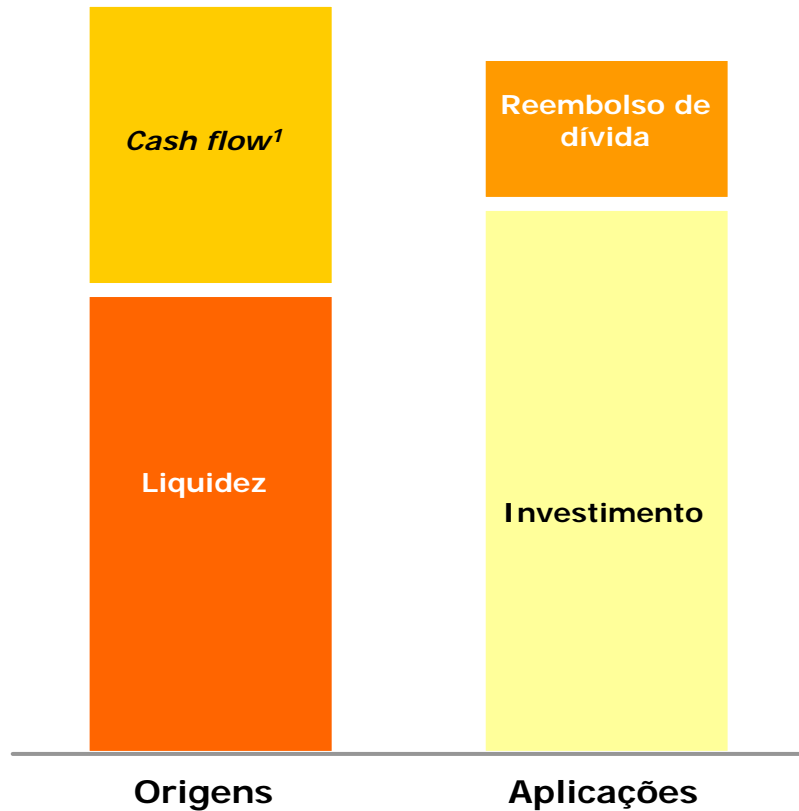 Cash flow¹
Reembolso de
dívida
Liquidez
Investimento
Origens
Aplicações